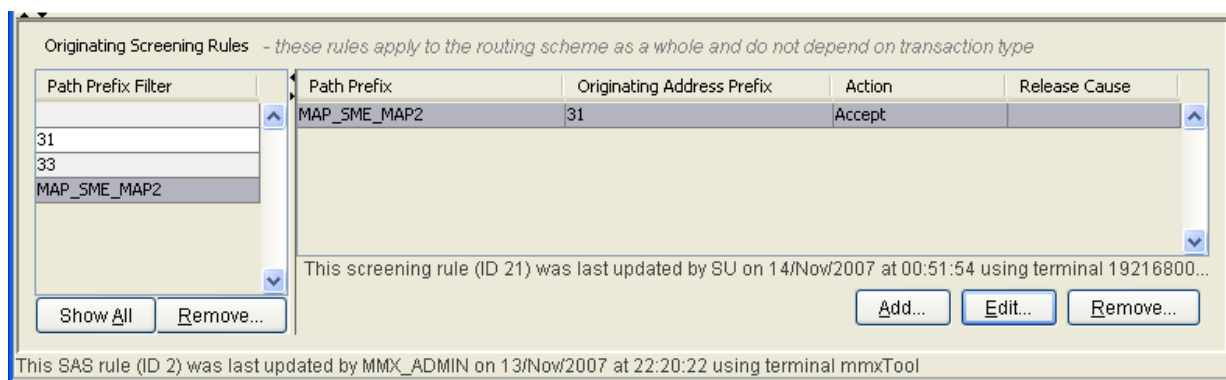 Originating Screening Rules - these rules apply to the routing scheme as a whole and do not depend on transaction type
Path Prefix Filter
31
33
MAP_SME_MAP2
Show All Remove...
Path Prefix Originating Address Prefix Action Release Cause
MAP_SME_MAP2 31 Accept
This screening rule (ID 21) was last updated by SU on 14/Nov/2007 at 00:51:54 using terminal 19216800...
Add... Edit... Remove...
This SAS rule (ID 2) was last updated by MMX_ADMIN on 13/Nov/2007 at 22:20:22 using terminal mmxTool